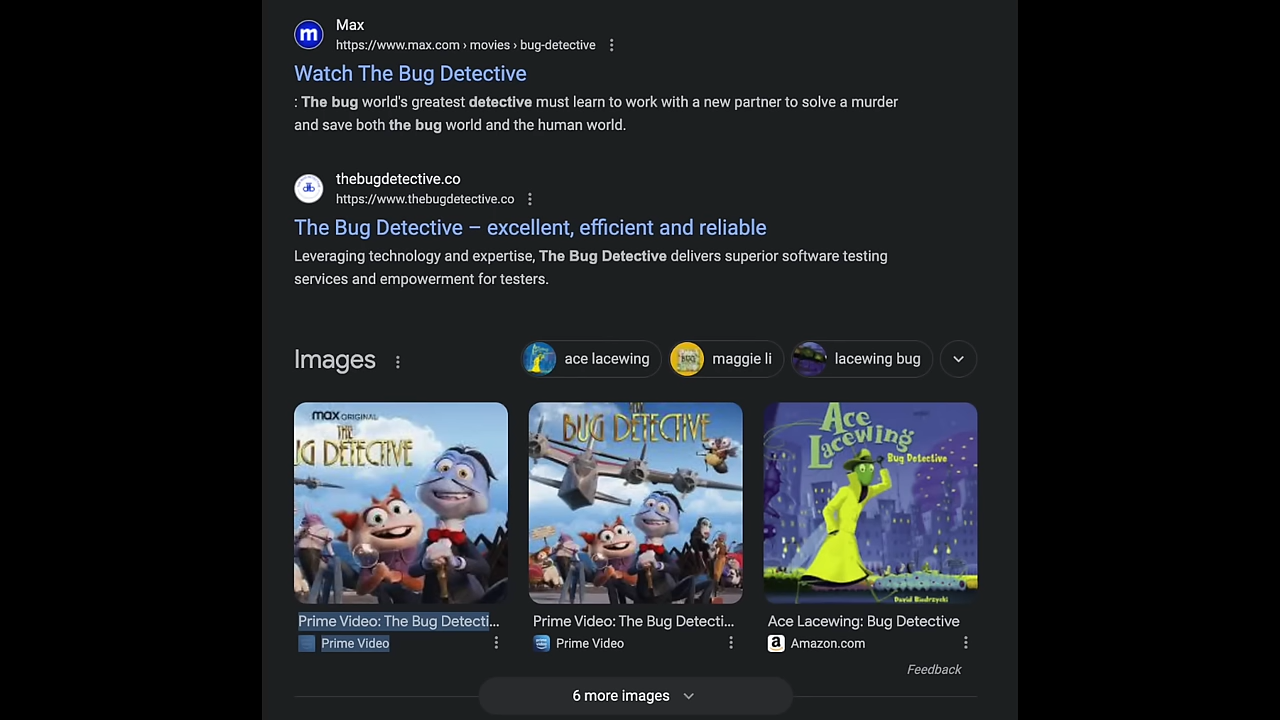 Max
https://www.max.com › movies › bug-detective
Watch The Bug Detective
: The bug world's greatest detective must learn to work with a new partner to solve a murder
and save both the bug world and the human world.
thebugdetective.co
https://www.thebugdetective.co
The Bug Detective – excellent, efficient and reliable
Leveraging technology and expertise, The Bug Detective delivers superior software testing
services and empowerment for testers.
Images
ace lacewing
maggie li
lacewing bug
max ORIGINAL
THE
IG DETECTIVE
THE
BUG DETECTIVE
Ace
Lacewing
Bug Detective
David Biedrzycki
Prime Video: The Bug Detecti...
Prime Video
Prime Video: The Bug Detecti...
Prime Video
Ace Lacewing: Bug Detective
Amazon.com
Feedback
6 more images